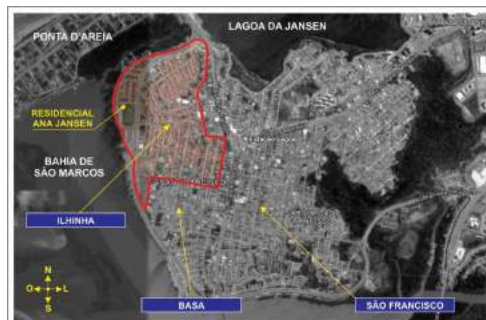 LAGOA DA JANSEN
PONTA D'AREIA
RESIDENCIAL
ANA JANSEN
BAHIA DE
SÃO MARCOS
ILHINHA
N
O
L
S
BASA
SÃO FRANCISCO